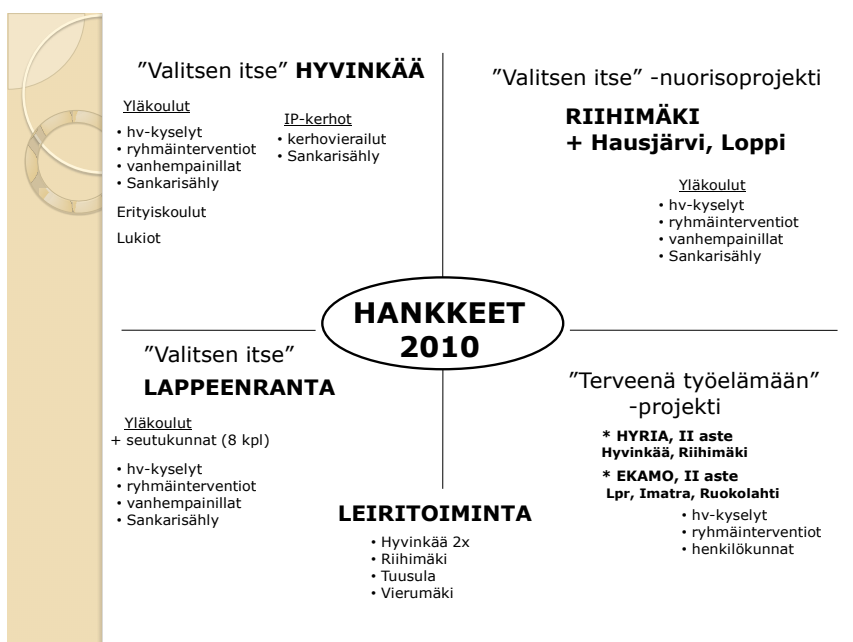 ”Valitsen itse” HYVINKÄÄ
Yläkoulut
• hv-kyselyt
• ryhmäinterventiot
• vanhempainillat
• Sankarisähly
Erityiskoulut
Lukiot
IP-kerhot
• kerhovierailut
• Sankarisähly
”Valitsen itse” -nuorisoprojekti
RIIHIMÄKI
+ Hausjärvi, Loppi
Yläkoulut
• hv-kyselyt
• ryhmäinterventiot
• vanhempainillat
• Sankarisähly
HANKKEET
2010
”Valitsen itse”
LAPPEENRANTA
Yläkoulut
+ seutukunnat (8 kpl)
• hv-kyselyt
• ryhmäinterventiot
• vanhempainillat
• Sankarisähly
LEIRITOIMINTA
• Hyvinkää 2x
• Riihimäki
• Tuusula
• Vierumäki
”Terveenä työelämään”
-projekti
* HYRIA, II aste
Hyvinkää, Riihimäki
* EKAMO, II aste
Lpr, Imatra, Ruokolahti
• hv-kyselyt
• ryhmäinterventiot
• henkilökunnat